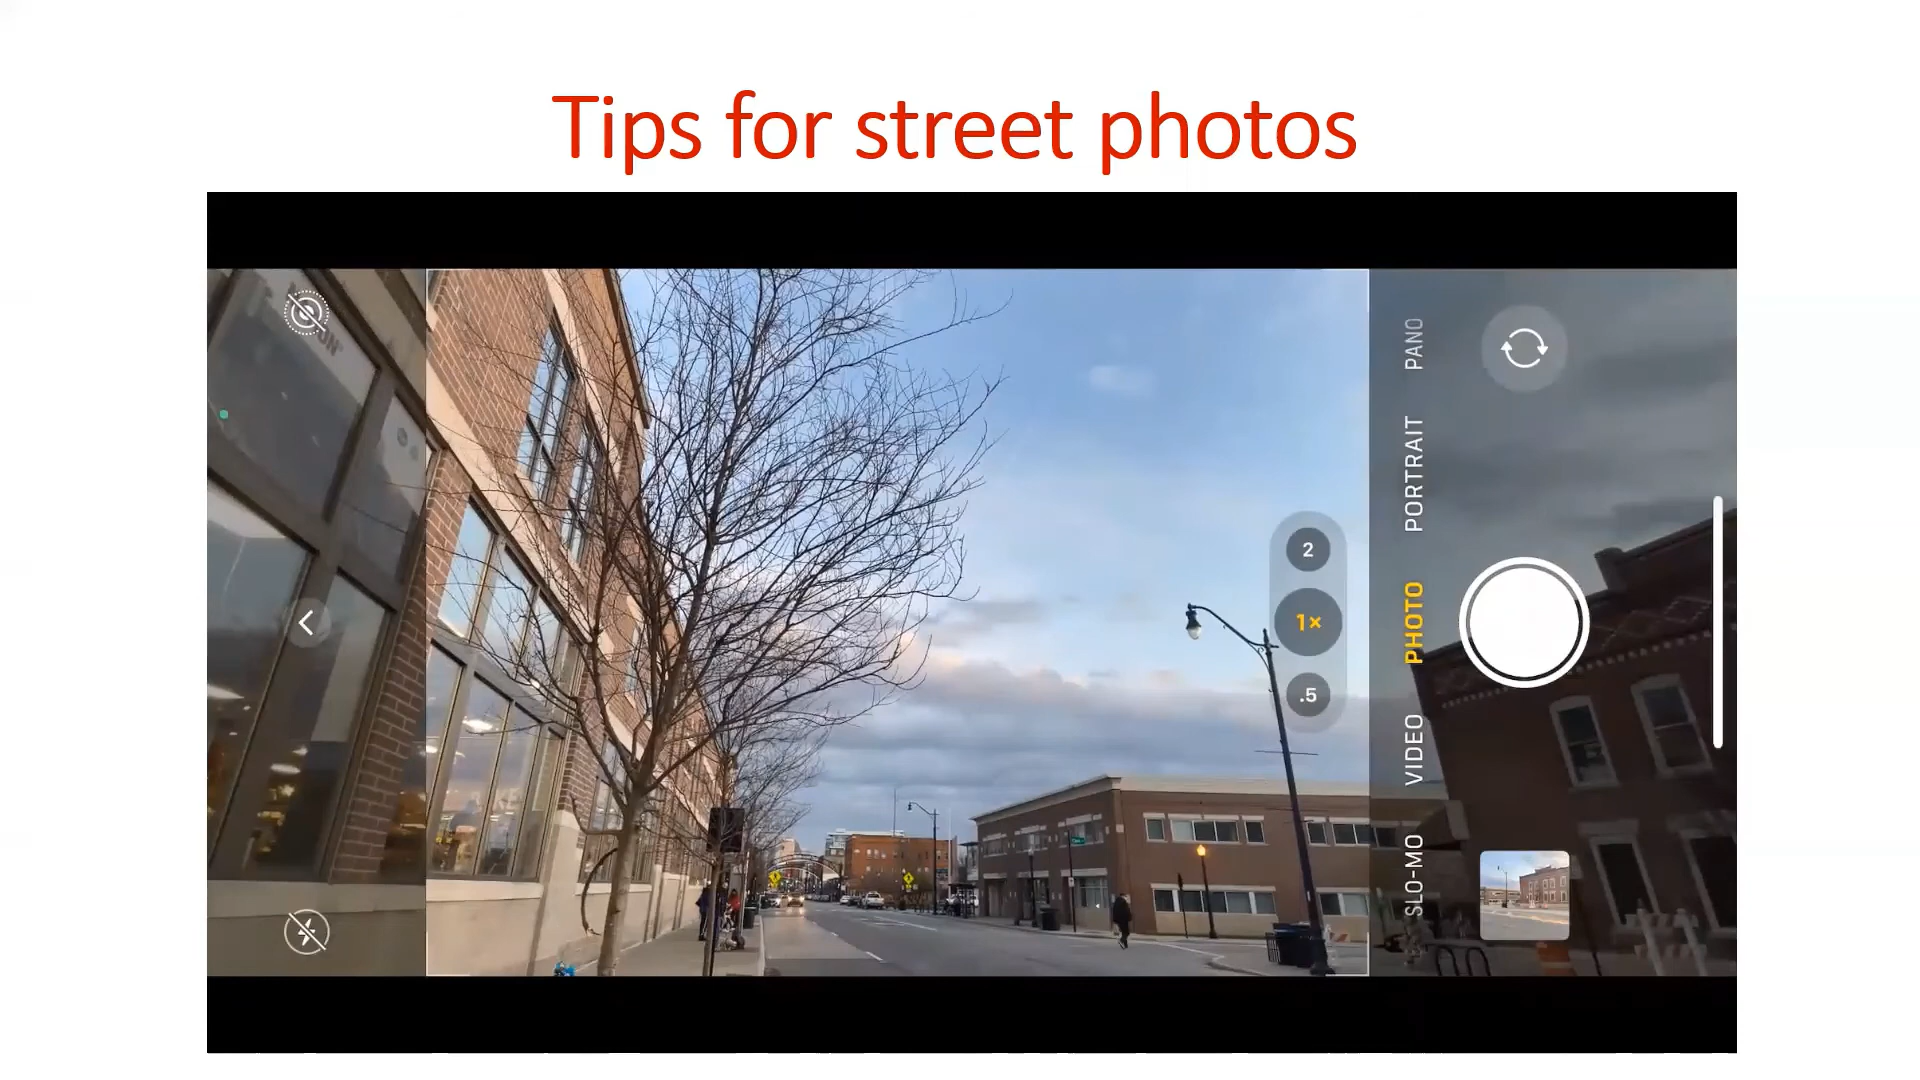 Tips for street photos
PANO
PORTRAIT
PHOTO
VIDEO
SLO-MO
2
1×
.5